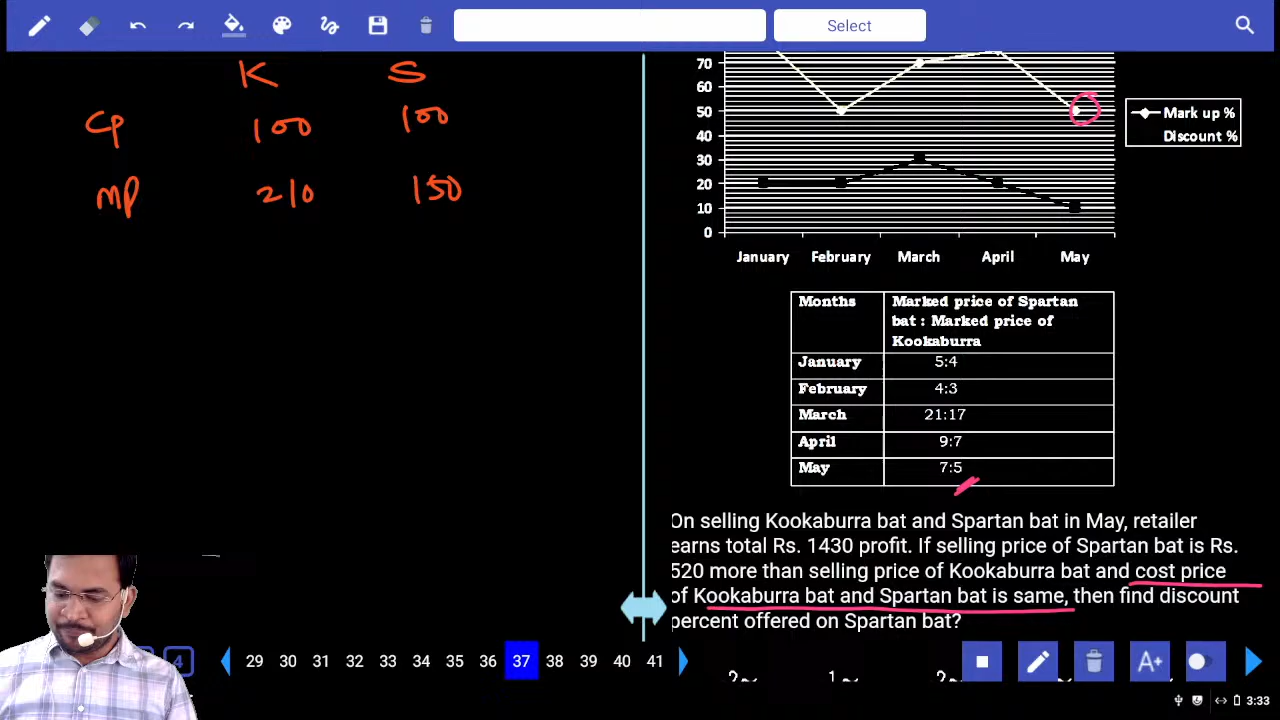 Select
K S
CP 100 100
MP 210 150
70
60
50
40
30
20
10
0
Mark up %
Discount %
January February March April May
Months Marked price of Spartan
bat : Marked price of
Kookaburra
January 5:4
February 4:3
March 21:17
April 9:7
May 7:5
On selling Kookaburra bat and Spartan bat in May, retailer
earns total Rs. 1430 profit. If selling price of Spartan bat is Rs.
520 more than selling price of Kookaburra bat and cost price
of Kookaburra bat and Spartan bat is same, then find discount
percent offered on Spartan bat?
4 29 30 31 32 33 34 35 36 37 38 39 40 41 A+
3:33